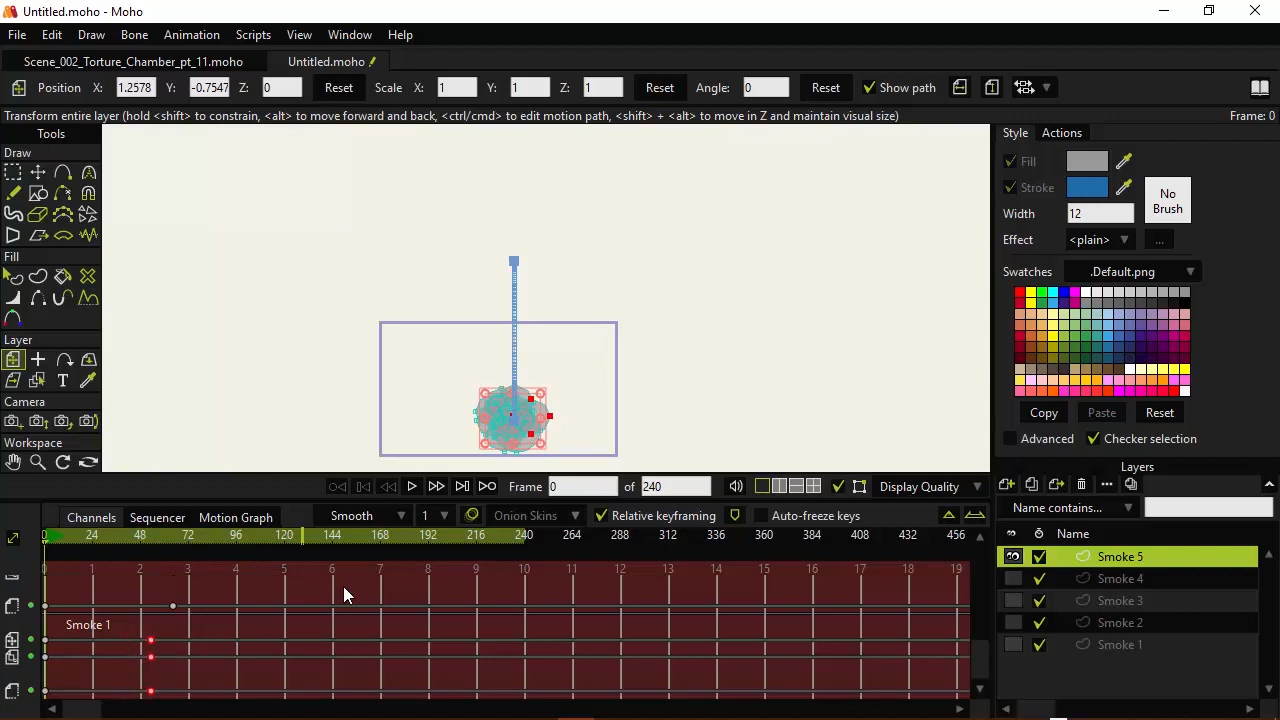 Untitled.moho - Moho
File Edit Draw Bone Animation Scripts View Window Help
Scene_002_Torture_Chamber_pt_11.moho Untitled.moho
Position X: 1.2578 Y: -0.7547 Z: 0 Reset Scale X: 1 Y: 1 Z: 1 Reset Angle: 0 Reset Show path
Transform entire layer (hold <shift> to constrain, <alt> to move forward and back, <ctrl/cmd> to edit motion path, <shift> + <alt> to move in Z and maintain visual size) Frame: 0
Tools
Draw
Fill
Layer
Camera
Workspace
Style Actions
Fill
Stroke
No Brush
Width 12
Effect <plain> ...
Swatches .Default.png
Copy Paste Reset
Advanced Checker selection
Frame 0 of 240 Display Quality
Channels Sequencer Motion Graph Smooth 1 Onion Skins Relative keyframing Auto-freeze keys
0 24 48 72 96 120 144 168 192 216 240 264 288 312 336 360 384 408 432 456
0 1 2 3 4 5 6 7 8 9 10 11 12 13 14 15 16 17 18 19
Smoke 1
Layers
Name contains...
Name
Smoke 5
Smoke 4
Smoke 3
Smoke 2
Smoke 1